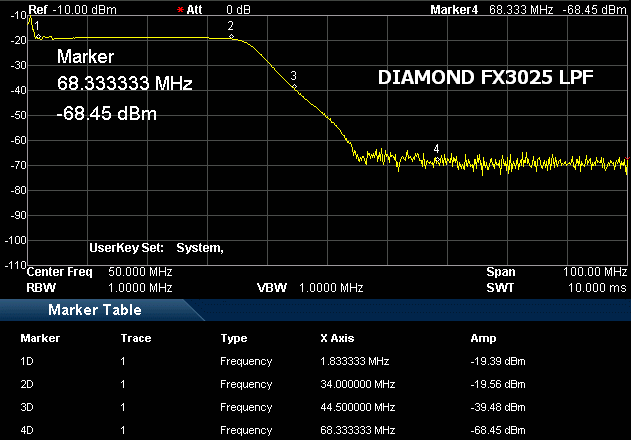 Ref -10.00 dBm * Att 0 dB Marker4 68.333 MHz -68.45 dBm
-10
1 2
-20
Marker
68.333333 MHz
-68.45 dBm
3
DIAMOND FX3025 LPF
-30
-40
-50
-60
4
-70
-80
-90
-100
UserKey Set: System,
-110
Center Freq 50.000 MHz Span 100.00 MHz
RBW 1.0000 MHz VBW 1.0000 MHz SWT 10.000 ms
Marker Table
Marker Trace Type X Axis Amp
1D 1 Frequency 1.833333 MHz -19.39 dBm
2D 1 Frequency 34.000000 MHz -19.56 dBm
3D 1 Frequency 44.500000 MHz -39.48 dBm
4D 1 Frequency 68.333333 MHz -68.45 dBm